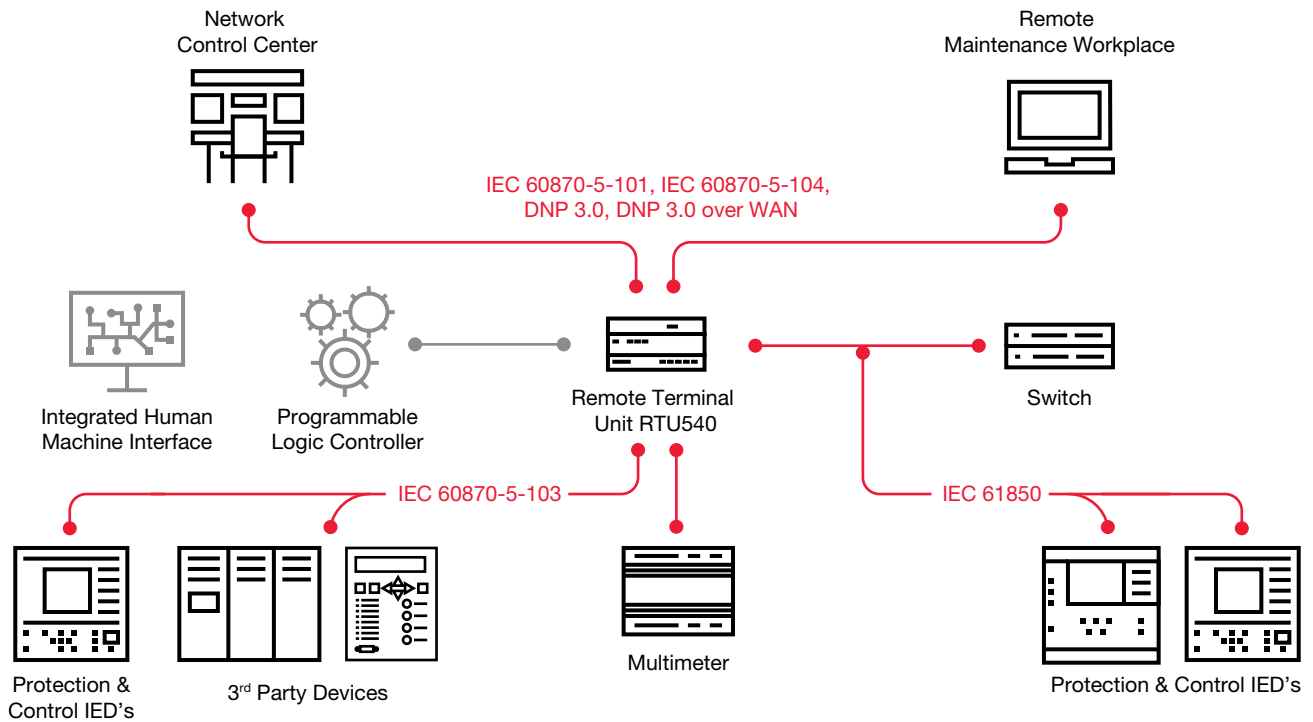 Network
Control Center
Remote
Maintenance Workplace
IEC 60870-5-101, IEC 60870-5-104,
DNP 3.0, DNP 3.0 over WAN
Integrated Human
Machine Interface
Programmable
Logic Controller
Remote Terminal
Unit RTU540
Switch
IEC 60870-5-103
IEC 61850
Protection &
Control IED's
3rd Party Devices
Multimeter
Protection & Control IED's